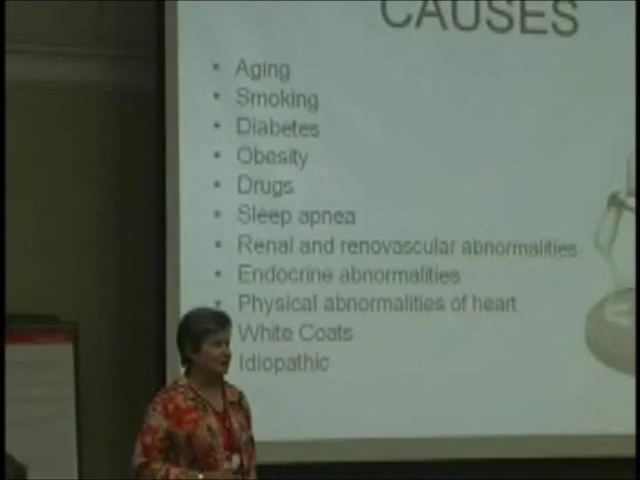 CAUSES
• Aging
• Smoking
• Diabetes
• Obesity
• Drugs
• Sleep apnea
• Renal and renovascular abnormalities
• Endocrine abnormalities
• Physical abnormalities of heart
White Coats
Idiopathic